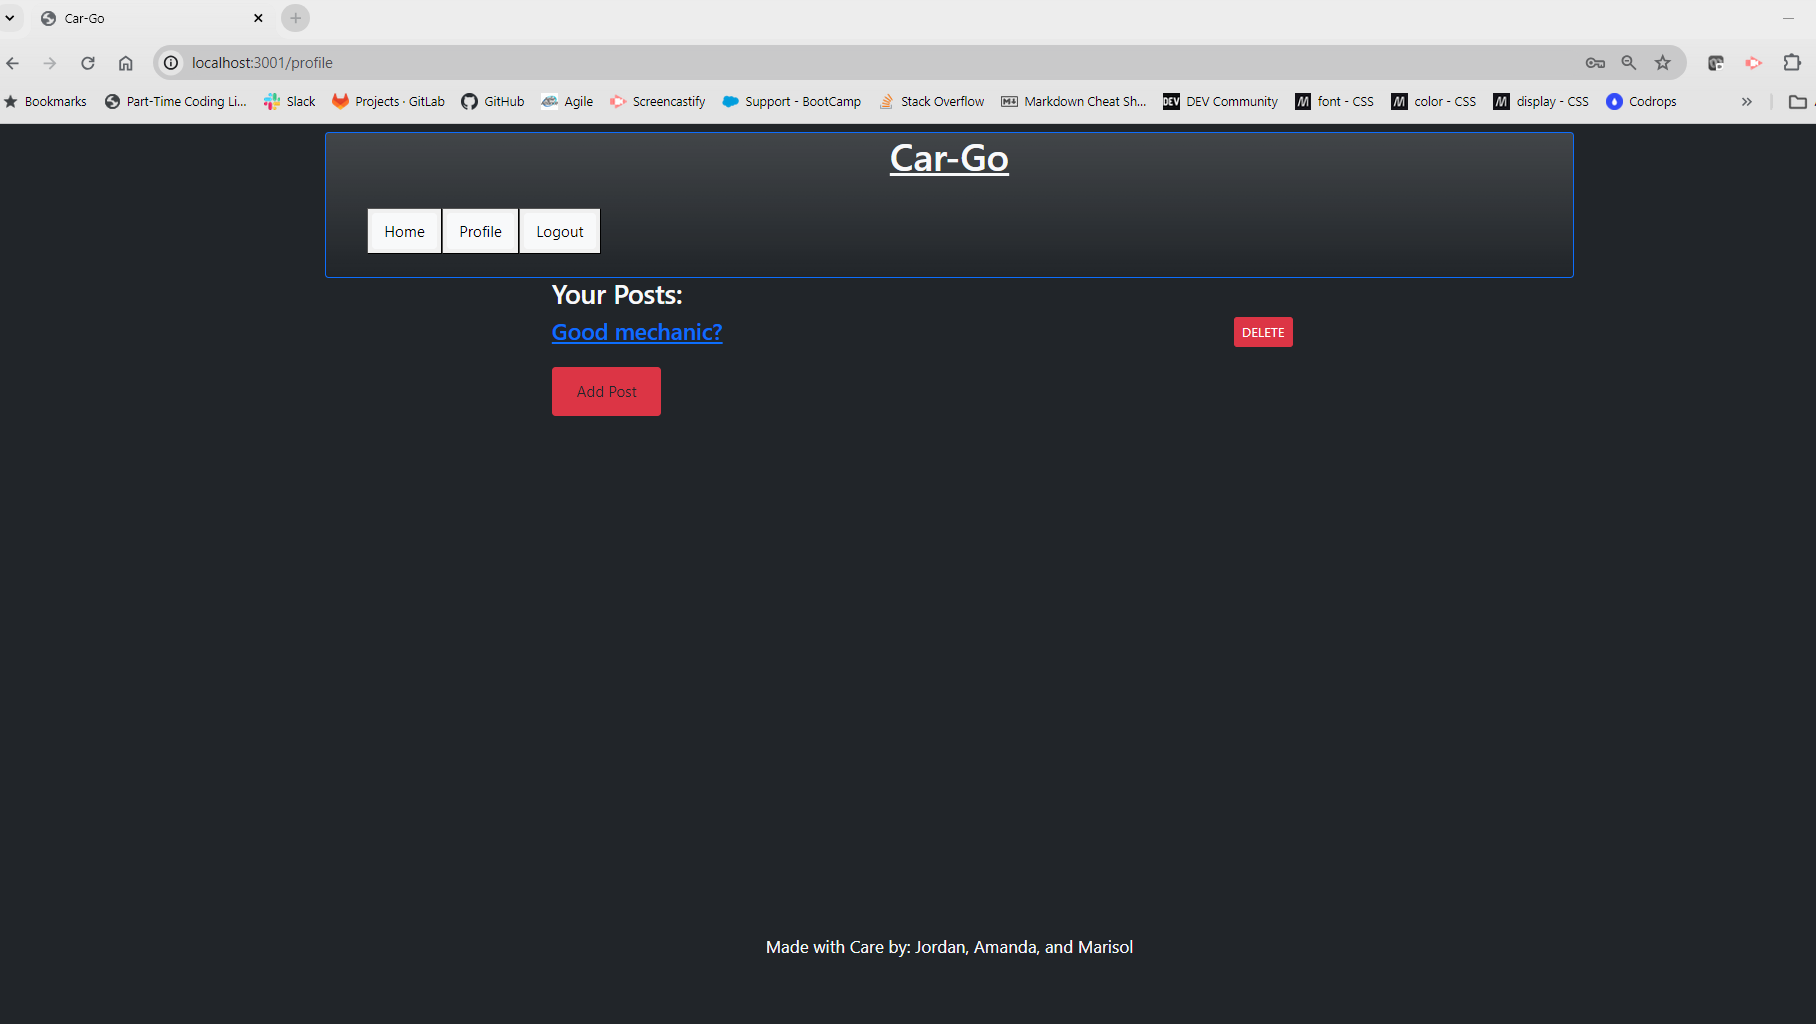 Car-Go
localhost:3001/profile
Bookmarks Part-Time Coding Li... Slack Projects · GitLab GitHub Agile Screencastify Support - BootCamp Stack Overflow Markdown Cheat Sh... DEV DEV Community font - CSS color - CSS display - CSS Codrops »
Car-Go
Home Profile Logout
Your Posts:
Good mechanic? DELETE
Add Post
Made with Care by: Jordan, Amanda, and Marisol